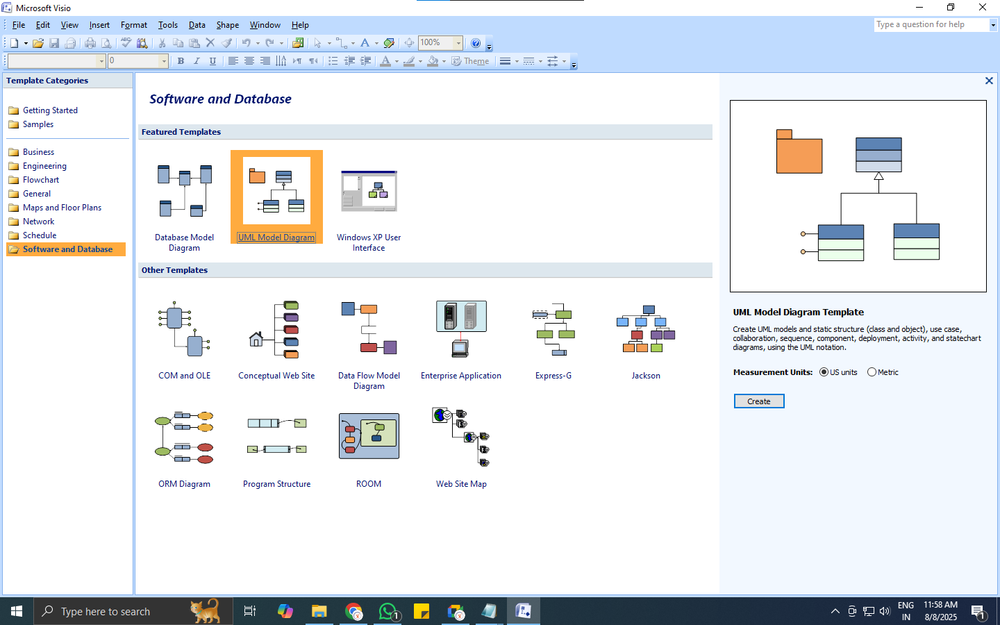 Microsoft Visio
File Edit View Insert Format Tools Data Shape Window Help
Type a question for help
100%
0
Theme
Template Categories
Getting Started
Samples
Business
Engineering
Flowchart
General
Maps and Floor Plans
Network
Schedule
Software and Database
Software and Database
Featured Templates
Database Model
Diagram
UML Model Diagram
Windows XP User
Interface
Other Templates
COM and OLE
Conceptual Web Site
Data Flow Model
Diagram
Enterprise Application
Express-G
Jackson
ORM Diagram
Program Structure
ROOM
Web Site Map
UML Model Diagram Template
Create UML models and static structure (class and object), use case,
collaboration, sequence, component, deployment, activity, and statechart
diagrams, using the UML notation.
Measurement Units: US units Metric
Create
Type here to search
1
ENG
IN
11:58 AM
8/8/2025
1